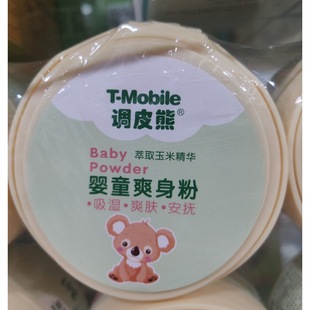 T-Mobile
调皮熊®
Baby 萃取玉米精华
Powder
婴童爽身粉
•吸湿•爽肤•安抚